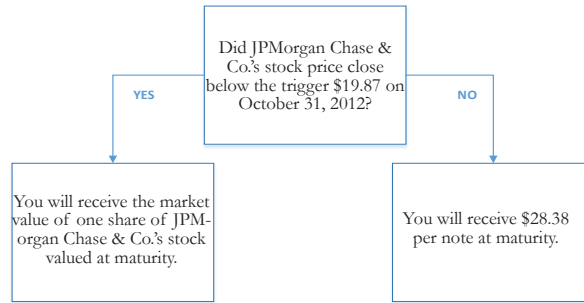 Did JPMorgan Chase &
Co.'s stock price close
below the trigger $19.87 on
October 31, 2012?
YES
NO
You will receive the market
value of one share of JPM-
organ Chase & Co.'s stock
valued at maturity.
You will receive $28.38
per note at maturity.